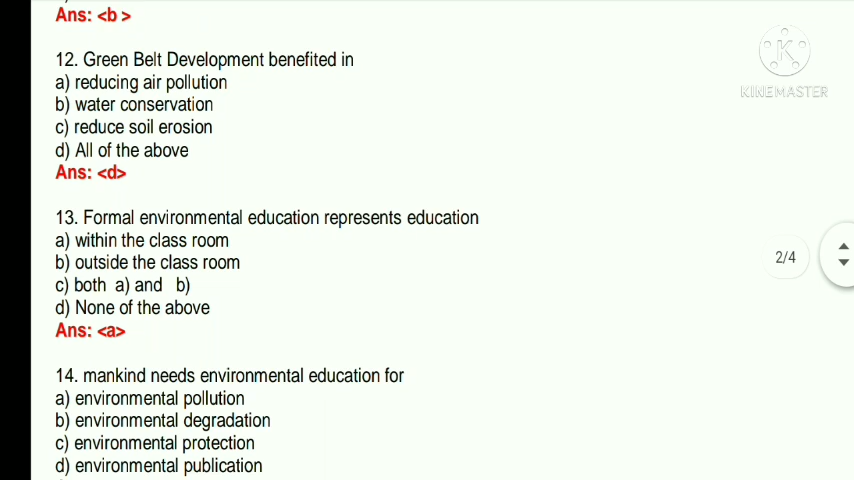 Ans: <b >
12. Green Belt Development benefited in
a) reducing air pollution
b) water conservation
c) reduce soil erosion
d) All of the above
Ans: <d>
13. Formal environmental education represents education
a) within the class room
b) outside the class room
c) both a) and b)
d) None of the above
Ans: <a>
14. mankind needs environmental education for
a) environmental pollution
b) environmental degradation
c) environmental protection
d) environmental publication
K
KINEMASTER
2/4